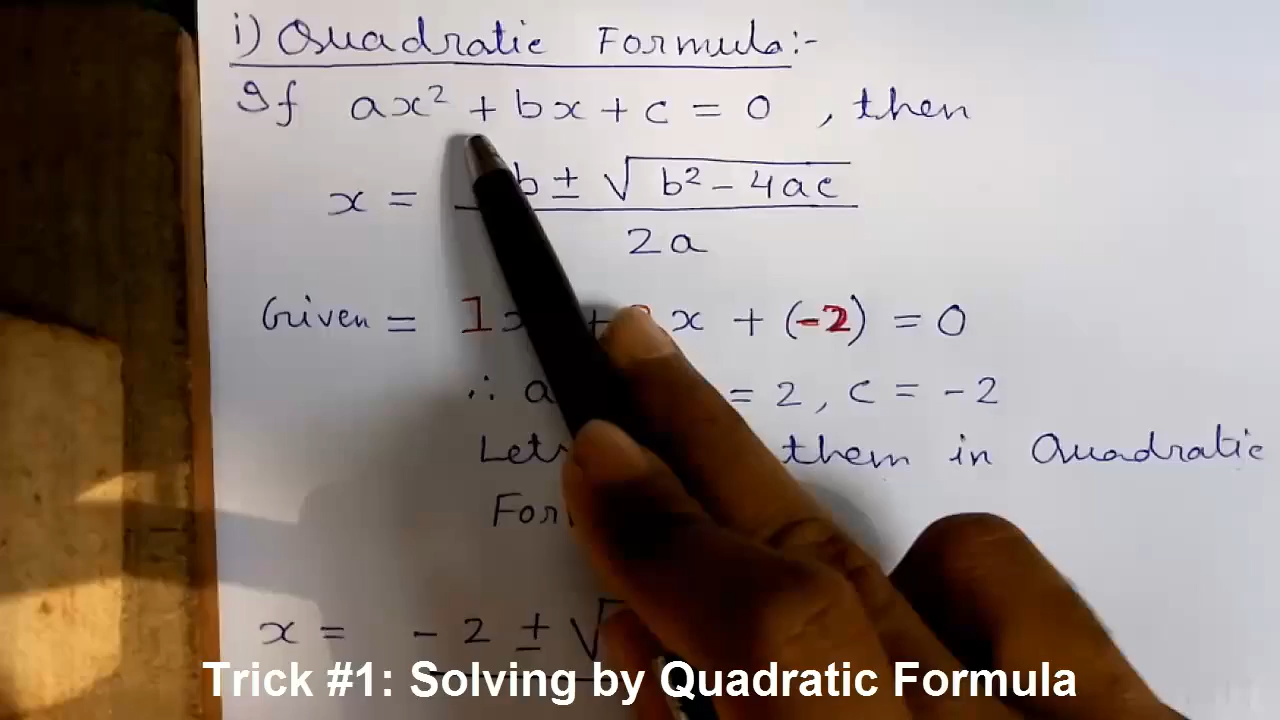 i) Quadratic Formula:-
If ax² + bx + c = 0 , then
x = b ± √ b² - 4ac
2a
Given = 1x + x + (-2) = 0
∴ a = 2 , c = -2
them in Quadratic
x = - 2 ± √
Trick #1: Solving by Quadratic Formula